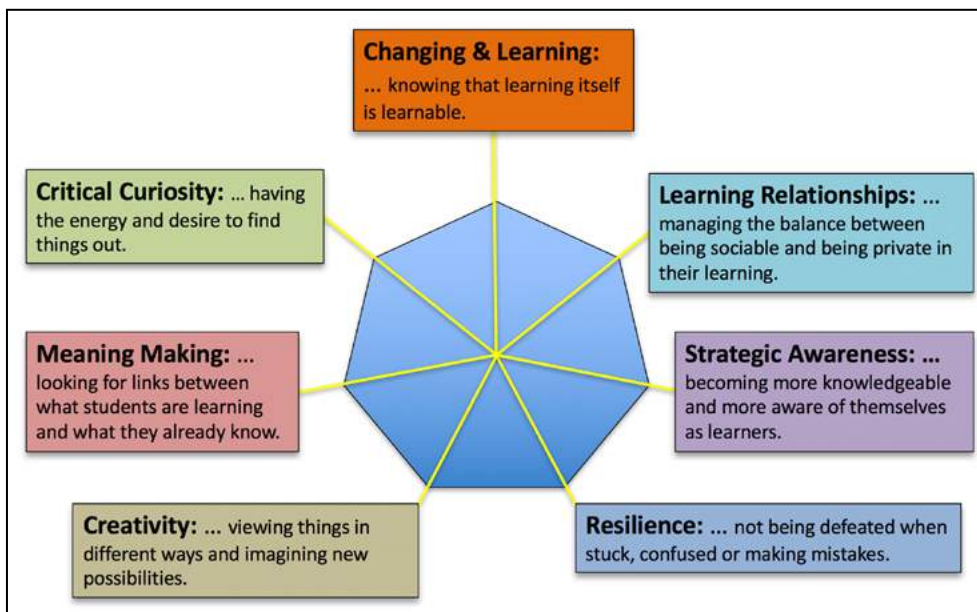 Changing & Learning:
... knowing that learning itself
is learnable.
Critical Curiosity: ... having
the energy and desire to find
things out.
Learning Relationships: ...
managing the balance between
being sociable and being private in
their learning.
Meaning Making: ...
looking for links between
what students are learning
and what they already know.
Strategic Awareness: ...
becoming more knowledgeable
and more aware of themselves
as learners.
Creativity: ... viewing things in
different ways and imagining new
possibilities.
Resilience: ... not being defeated when
stuck, confused or making mistakes.